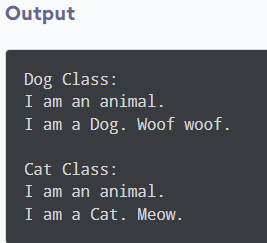 Output
Dog Class:
I am an animal.
I am a Dog. Woof woof.
Cat Class:
I am an animal.
I am a Cat. Meow.